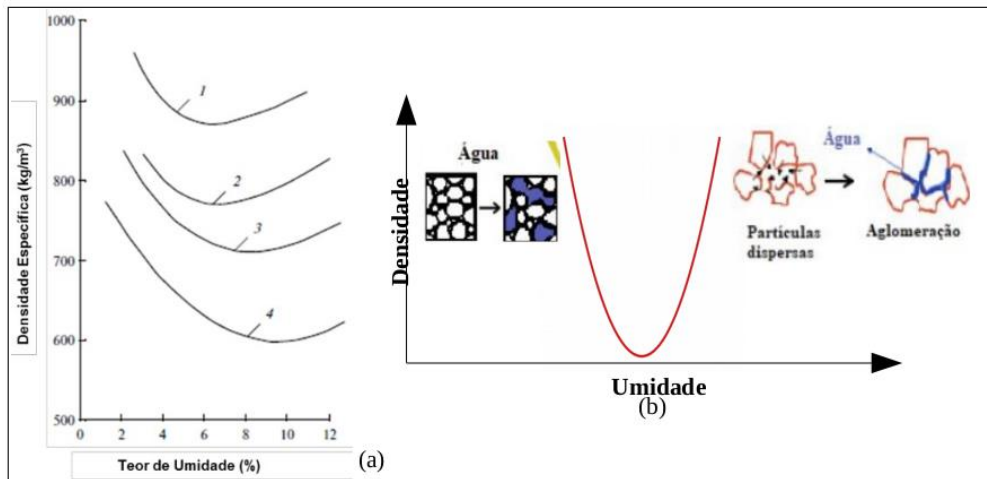 1000
900
800
700
600
500
0
2
4
6
8
10
12
Densidade Específica (kg/m³)
Teor de Umidade (%)
1
2
3
4
(a)
Densidade
Água
Umidade
(b)
Partículas
dispersas
Água
Aglomeração